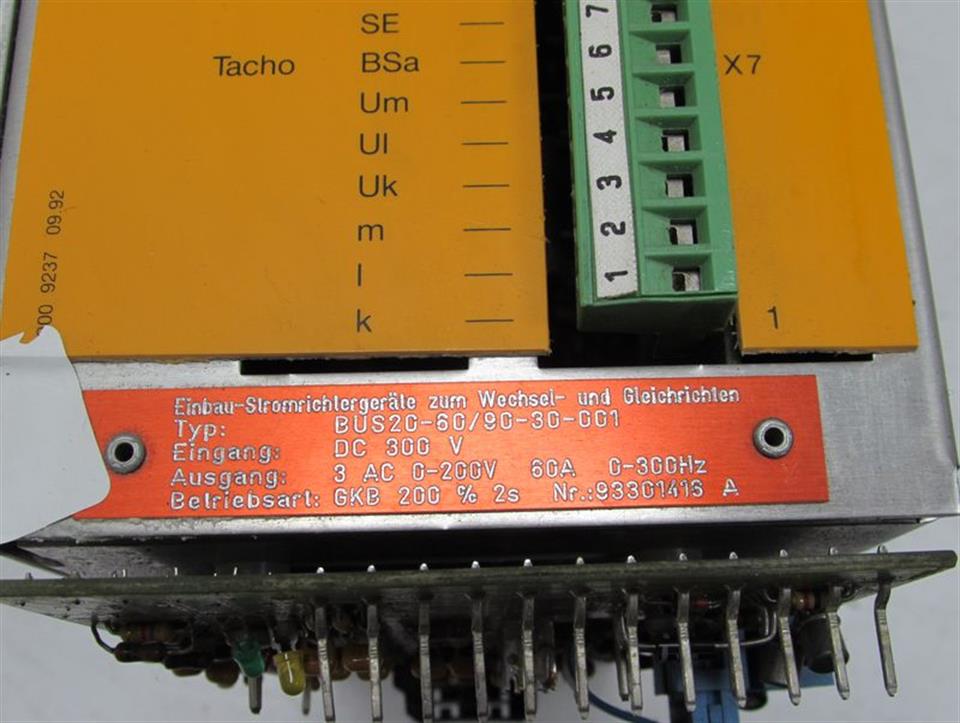 SE
Tacho BSa
Um
Ul
Uk
m
l
k
7
6
5
4
3
2
1
X7
1
00 9237 09.92
Einbau-Stromrichtergeräte zum Wechsel- und Gleichrichten
Typ: BUS20-60/90-30-001
Eingang: DC 300 V
Ausgang: 3 AC 0-200V 60A 0-300Hz
Betriebsart: GKB 200 % 2s Nr.:93301416 A